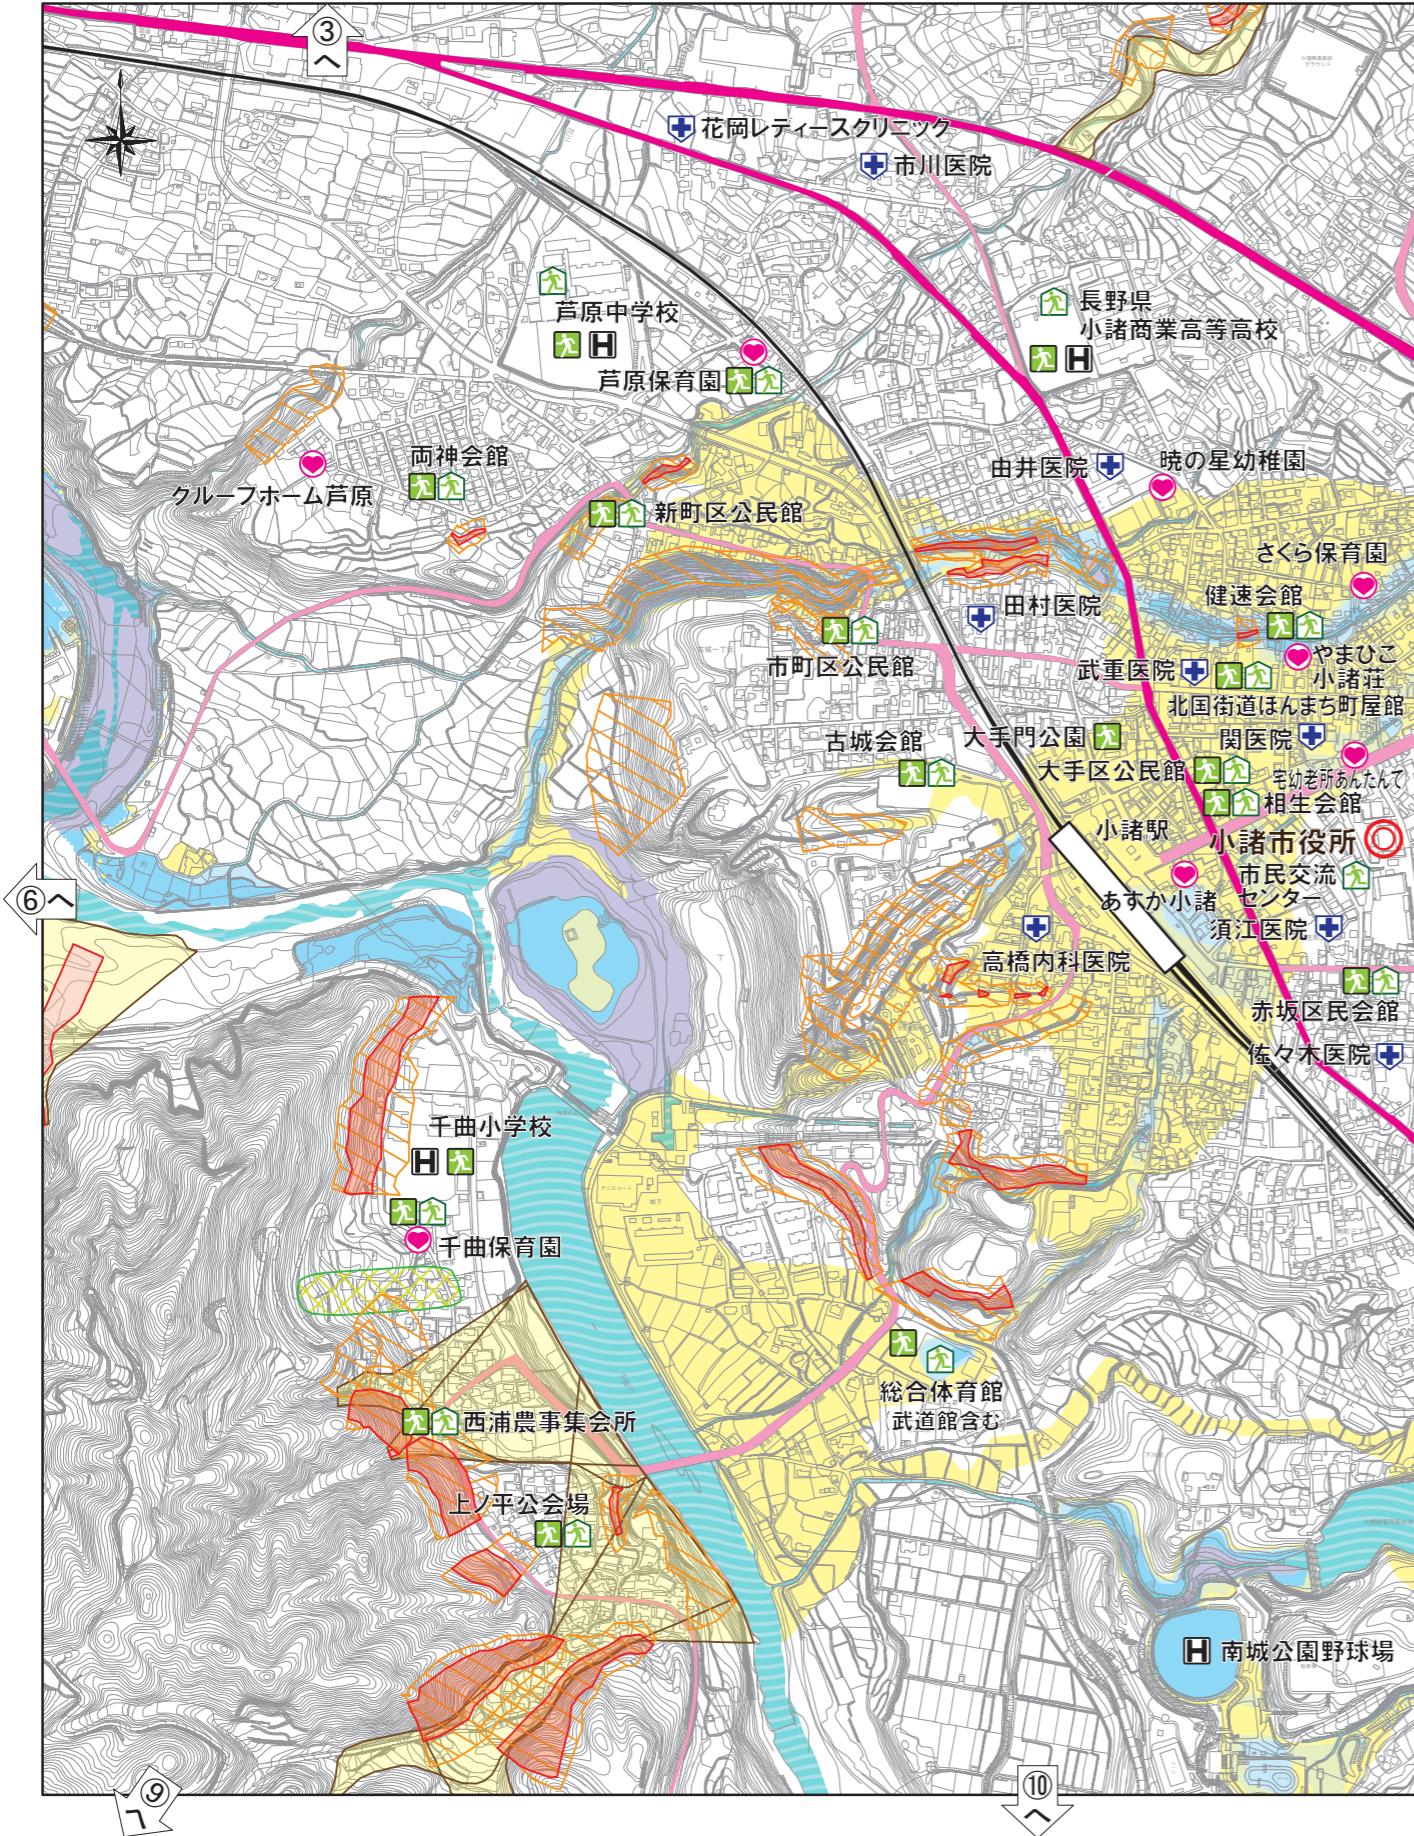 ③
へ
花岡レディースクリニック
市川医院
芦原中学校
H
長野県
小諸商業高等高校
H
芦原保育園
両神会館
グループホーム芦原
新町区公民館
由井医院
暁の星幼稚園
さくら保育園
健速会館
田村医院
市町区公民館
やまびこ
小諸荘
武重医院
北国街道ほんまち町屋館
大手門公園
関医院
古城会館
大手区公民館
宅幼老所あんたんて
相生会館
小諸駅
小諸市役所
市民交流
センター
あすか小諸
⑥へ
須江医院
高橋内科医院
赤坂区民会館
佐々木医院
千曲小学校
H
千曲保育園
総合体育館
武道館含む
西浦農事集会所
上ノ平公会場
H
南城公園野球場
⑨
へ
⑩
へ